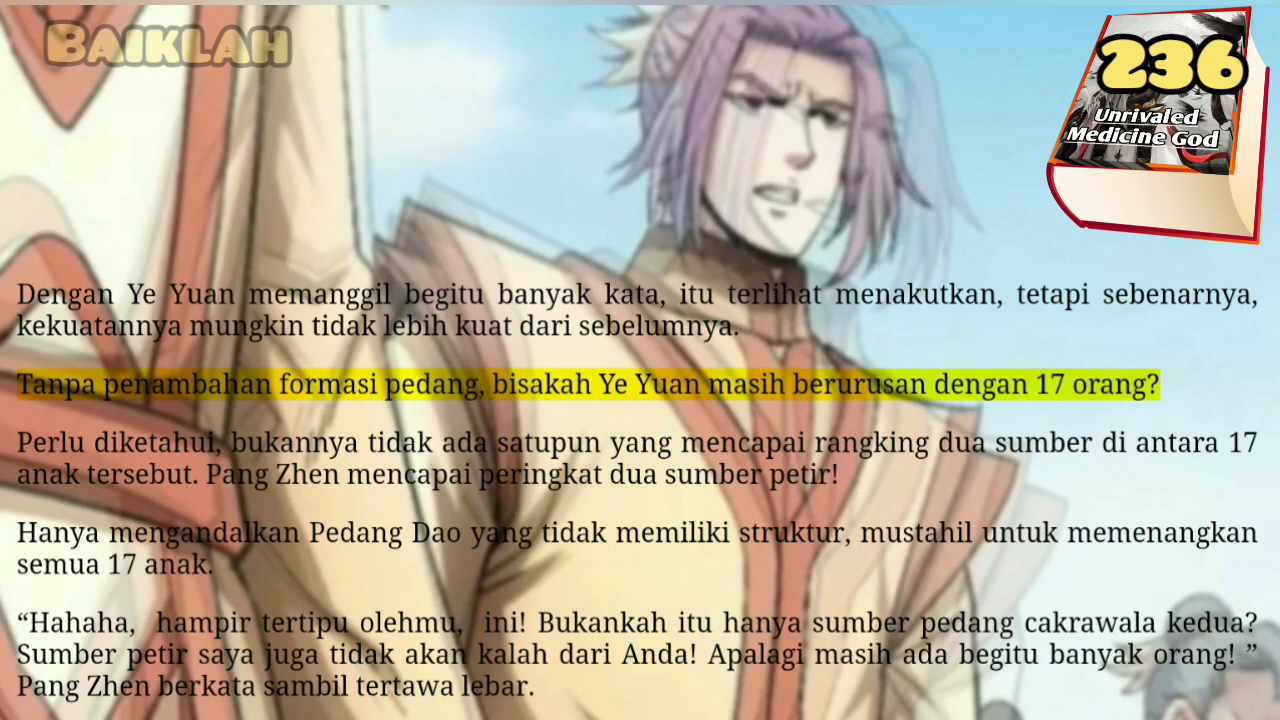 BAIKLAH
236
Unrivaled
Medicine God
Dengan Ye Yuan memanggil begitu banyak kata, itu terlihat menakutkan, tetapi sebenarnya,
kekuatannya mungkin tidak lebih kuat dari sebelumnya.
Tanpa penambahan formasi pedang, bisakah Ye Yuan masih berurusan dengan 17 orang?
Perlu diketahui, bukannya tidak ada satupun yang mencapai rangking dua sumber di antara 17
anak tersebut. Pang Zhen mencapai peringkat dua sumber petir!
Hanya mengandalkan Pedang Dao yang tidak memiliki struktur, mustahil untuk memenangkan
semua 17 anak.
“Hahaha,  hampir tertipu olehmu,  ini! Bukankah itu hanya sumber pedang cakrawala kedua?
Sumber petir saya juga tidak akan kalah dari Anda! Apalagi masih ada begitu banyak orang! ”
Pang Zhen berkata sambil tertawa lebar.